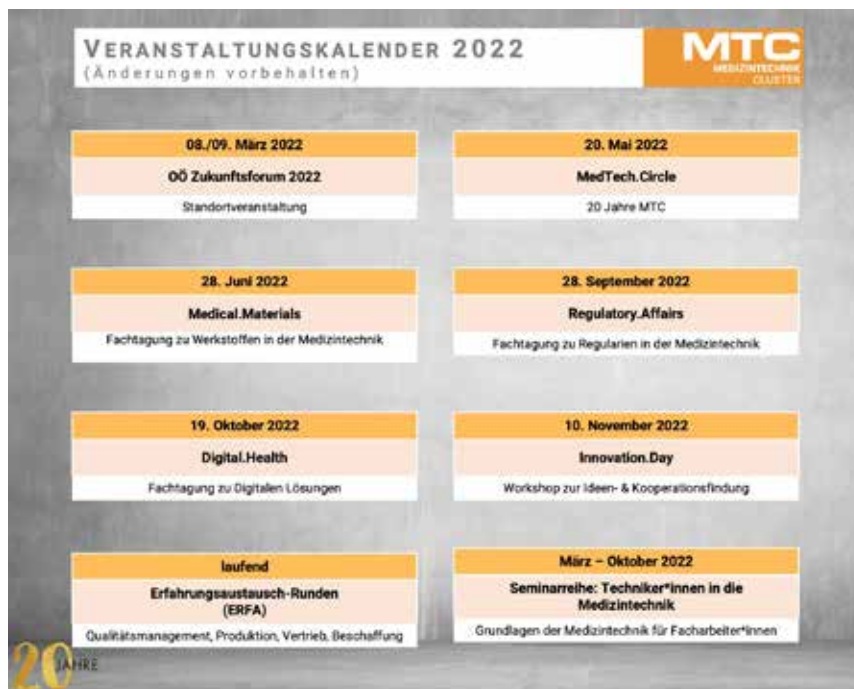 VERANSTALTUNGSKALENDER 2022
(Änderungen vorbehalten)
MTC
MEDIZINTECHNIK
CLUSTER
08./09. März 2022
OÖ Zukunftsforum 2022
Standortveranstaltung
20. Mai 2022
MedTech.Circle
20 Jahre MTC
28. Juni 2022
Medical.Materials
Fachtagung zu Werkstoffen in der Medizintechnik
28. September 2022
Regulatory.Affairs
Fachtagung zu Regularien in der Medizintechnik
19. Oktober 2022
Digital.Health
Fachtagung zu Digitalen Lösungen
10. November 2022
Innovation.Day
Workshop zur Ideen- & Kooperationsfindung
laufend
Erfahrungsaustausch-Runden
(ERFA)
Qualitätsmanagement, Produktion, Vertrieb, Beschaffung
März – Oktober 2022
Seminarreihe: Techniker*innen in die
Medizintechnik
Grundlagen der Medizintechnik für Facharbeiter*innen
20 JAHRE